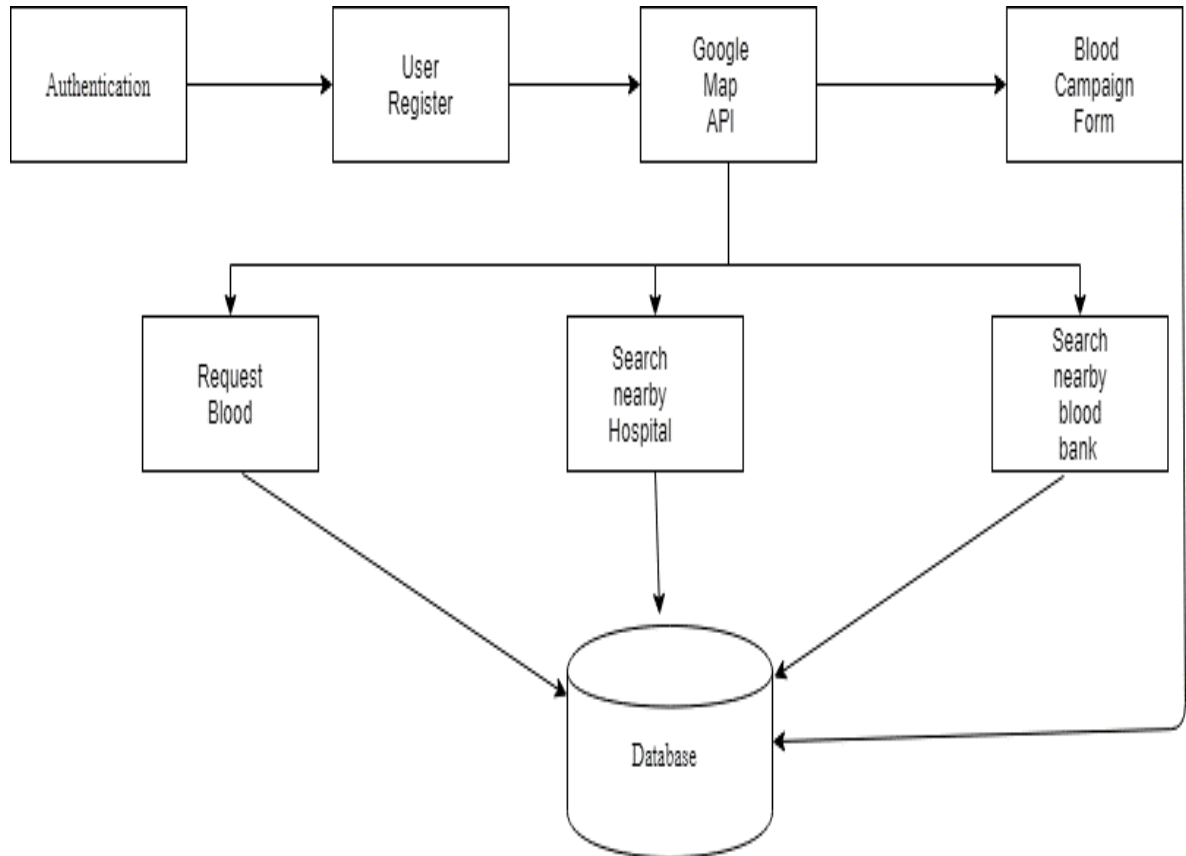 Authentication
User
Register
Google
Map
API
Blood
Campaign
Form
Request
Blood
Search
nearby
Hospital
Search
nearby
blood
bank
Database